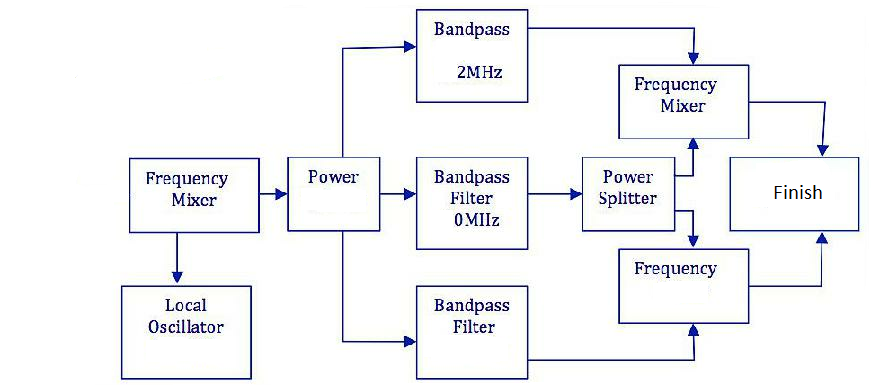 Bandpass
2MHz
Frequency
Mixer
Frequency
Mixer
Power
Bandpass
Filter
0MHz
Power
Splitter
Finish
Frequency
Local
Oscillator
Bandpass
Filter